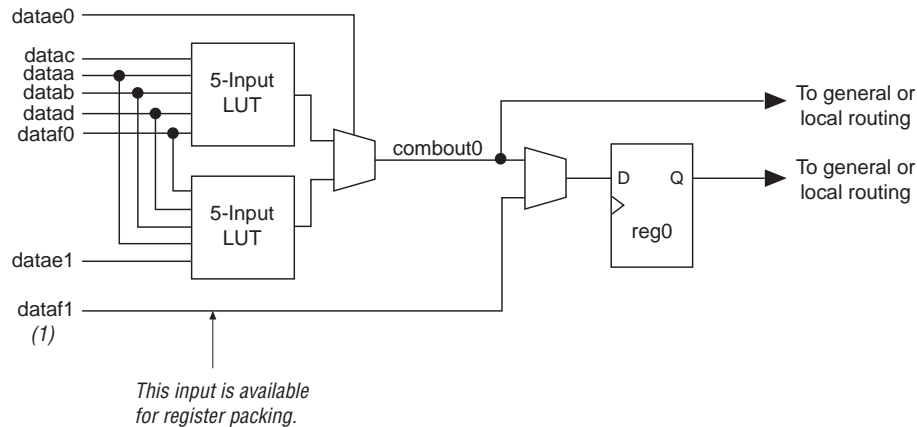 datae0
datac
dataa
datab
datad
dataf0
5-Input
LUT
5-Input
LUT
datae1
dataf1
(1)
combout0
D
Q
reg0
To general or
local routing
To general or
local routing
This input is available
for register packing.